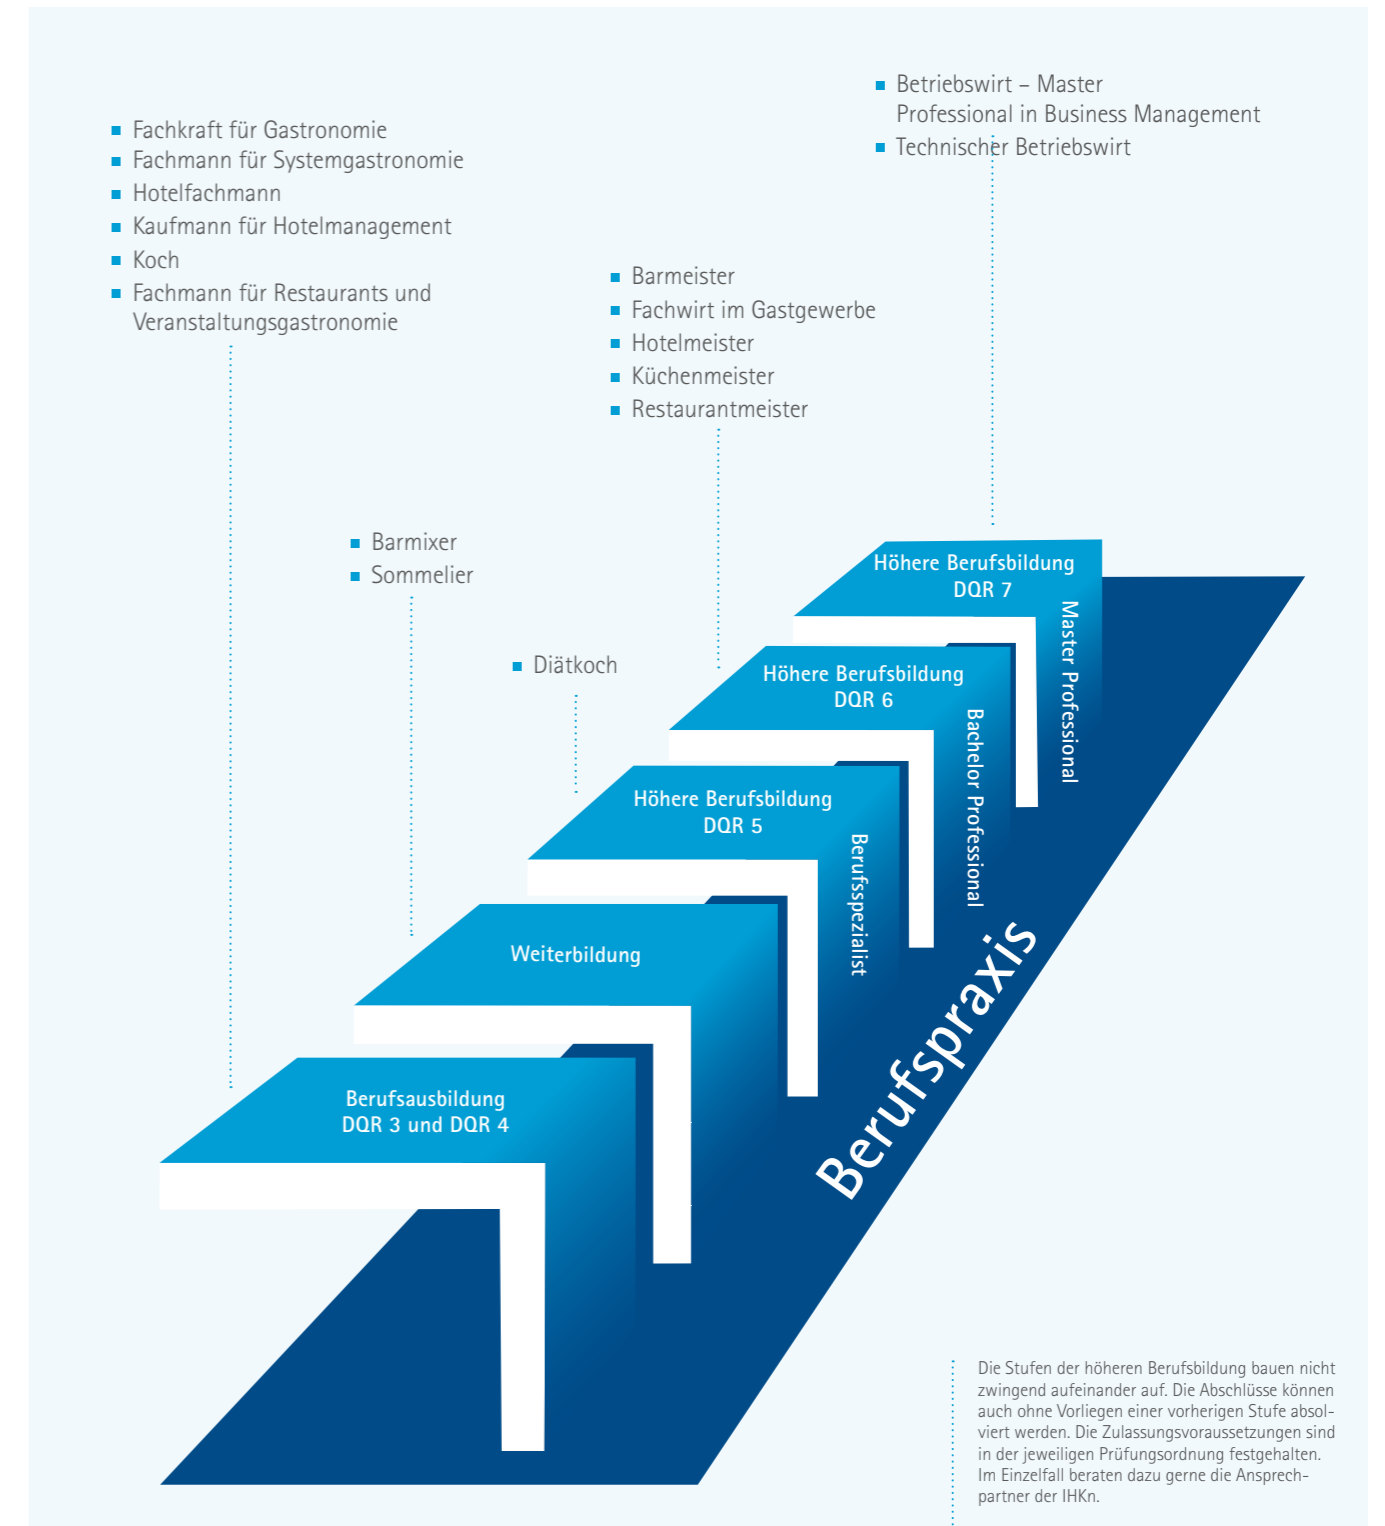 Betriebswirt – Master
Professional in Business Management
Technischer Betriebswirt
Fachkraft für Gastronomie
Fachmann für Systemgastronomie
Hotelfachmann
Kaufmann für Hotelmanagement
Koch
Fachmann für Restaurants und
Veranstaltungsgastronomie
Barmeister
Fachwirt im Gastgewerbe
Hotelmeister
Küchenmeister
Restaurantmeister
Barmixer
Sommelier
Diätkoch
Höhere Berufsbildung
DQR 7
Master Professional
Höhere Berufsbildung
DQR 6
Bachelor Professional
Höhere Berufsbildung
DQR 5
Berufsspezialist
Weiterbildung
Berufsausbildung
DQR 3 und DQR 4
Berufspraxis
Die Stufen der höheren Berufsbildung bauen nicht
zwingend aufeinander auf. Die Abschlüsse können
auch ohne Vorliegen einer vorherigen Stufe absol-
viert werden. Die Zulassungsvoraussetzungen sind
in der jeweiligen Prüfungsordnung festgehalten.
Im Einzelfall beraten dazu gerne die Ansprech-
partner der IHKn.